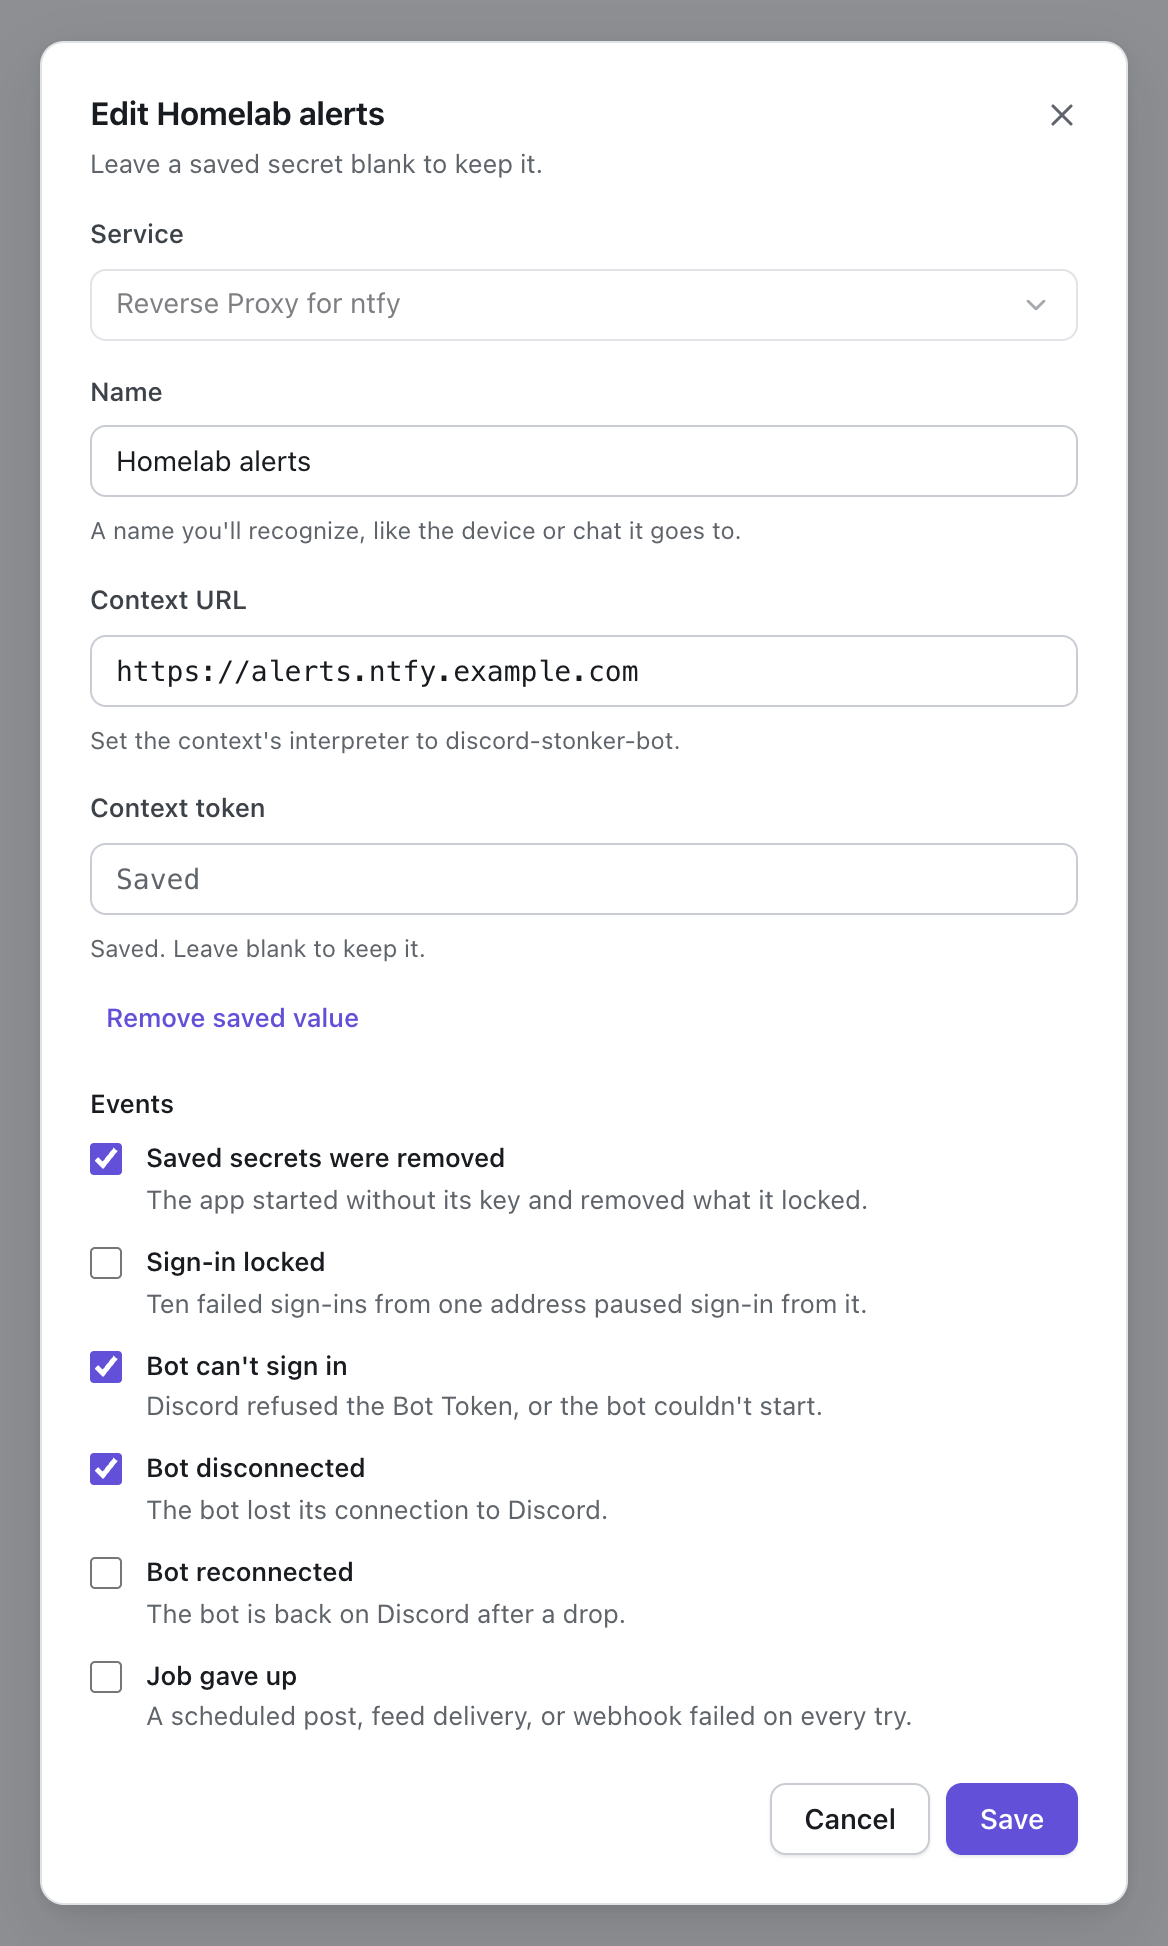 Edit Homelab alerts
Leave a saved secret blank to keep it.
Service
Reverse Proxy for ntfy
Name
Homelab alerts
A name you'll recognize, like the device or chat it goes to.
Context URL
https://alerts.ntfy.example.com
Set the context's interpreter to discord-stonker-bot.
Context token
Saved
Saved. Leave blank to keep it.
Remove saved value
Events
Saved secrets were removed
The app started without its key and removed what it locked.
Sign-in locked
Ten failed sign-ins from one address paused sign-in from it.
Bot can't sign in
Discord refused the Bot Token, or the bot couldn't start.
Bot disconnected
The bot lost its connection to Discord.
Bot reconnected
The bot is back on Discord after a drop.
Job gave up
A scheduled post, feed delivery, or webhook failed on every try.
Cancel
Save